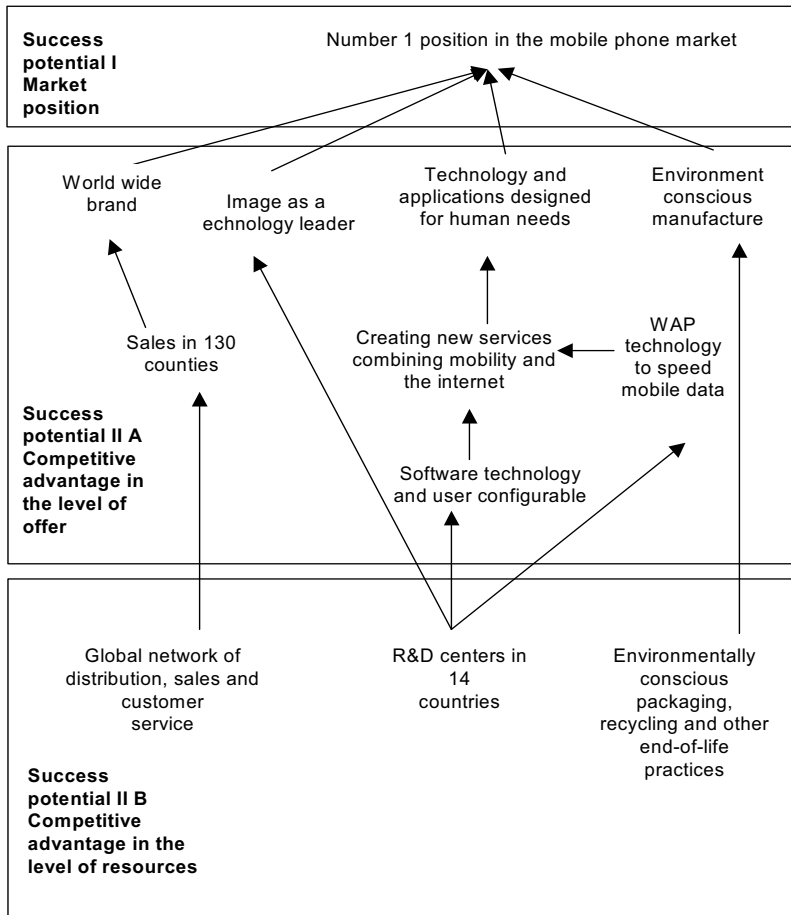 Success
potential I
Market
position
Number 1 position in the mobile phone market
World wide
brand
Image as a
echnology leader
Technology and
applications designed
for human needs
Environment
conscious
manufacture
Sales in 130
counties
Creating new services
combining mobility and
the internet
WAP
technology
to speed
mobile data
Success
potential II A
Competitive
advantage in
the level of
offer
Software technology
and user configurable
Global network of
distribution, sales and
customer
service
R&D centers in
14
countries
Environmentally
conscious
packaging,
recycling and other
end-of-life
practices
Success
potential II B
Competitive
advantage in the
level of resources